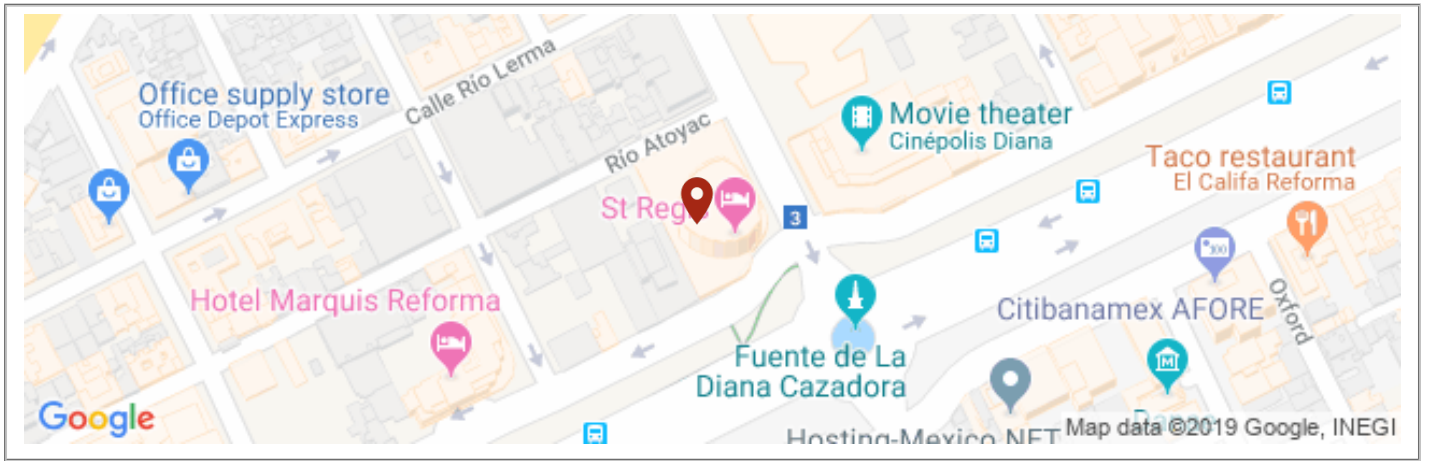 Office supply store
Office Depot Express
Calle Río Lerma
Río Atoyac
Movie theater
Cinépolis Diana
Taco restaurant
El Califa Reforma
St Regis
3
100
Hotel Marquis Reforma
Citibanamex AFORE
Oxford
Fuente de La
Diana Cazadora
M
Google
Hosting-Mexico NET
Map data ©2019 Google, INEGI